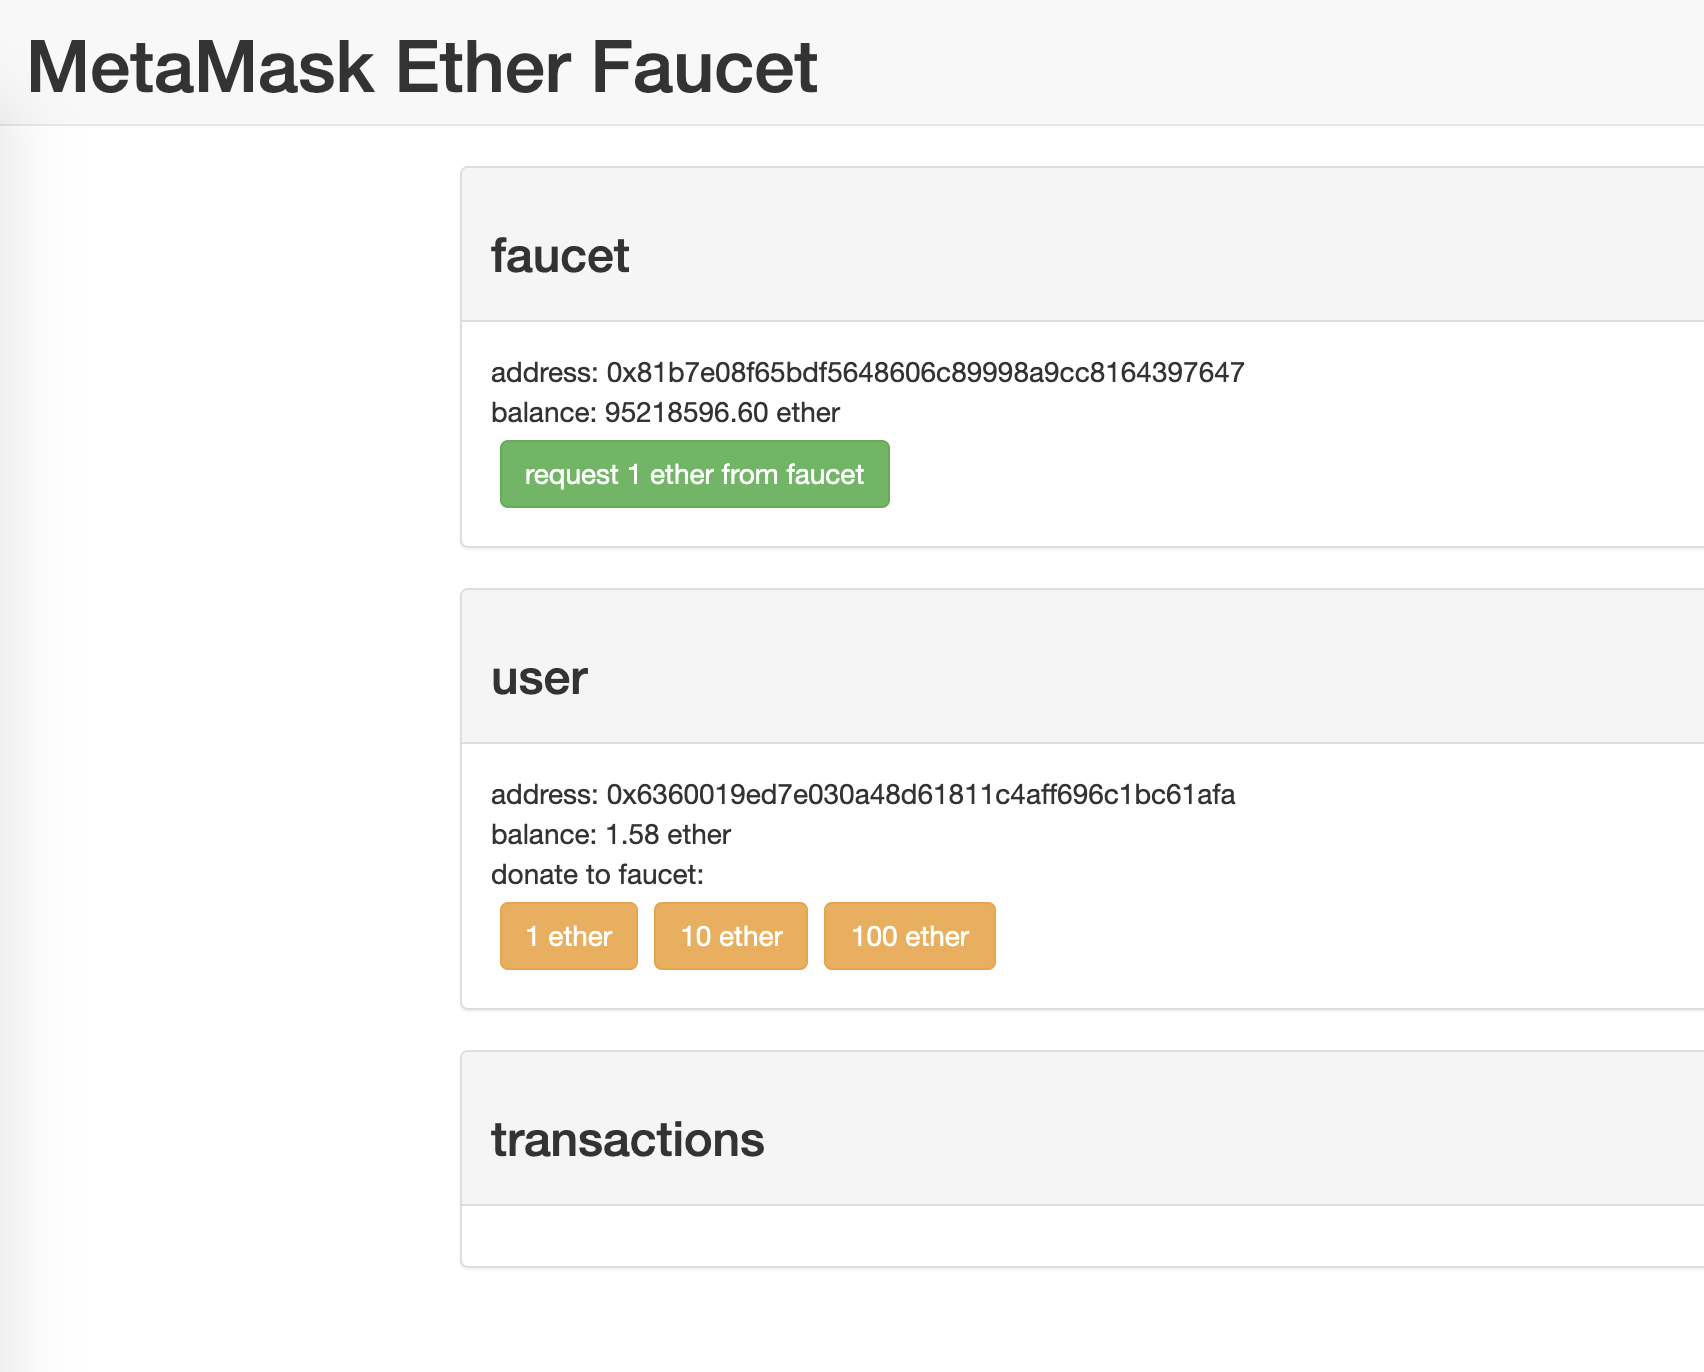 MetaMask Ether Faucet
faucet
address: 0x81b7e08f65bdf5648606c89998a9cc8164397647
balance: 95218596.60 ether
request 1 ether from faucet
user
address: 0x6360019ed7e030a48d61811c4aff696c1bc61afa
balance: 1.58 ether
donate to faucet:
1 ether 10 ether 100 ether
transactions